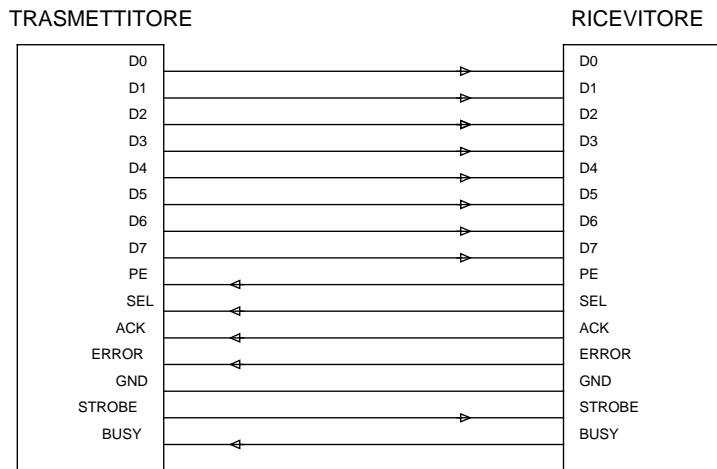 TRASMETTITORE RICEVITORE
D0 D0
D1 D1
D2 D2
D3 D3
D4 D4
D5 D5
D6 D6
D7 D7
PE PE
SEL SEL
ACK ACK
ERROR ERROR
GND GND
STROBE STROBE
BUSY BUSY